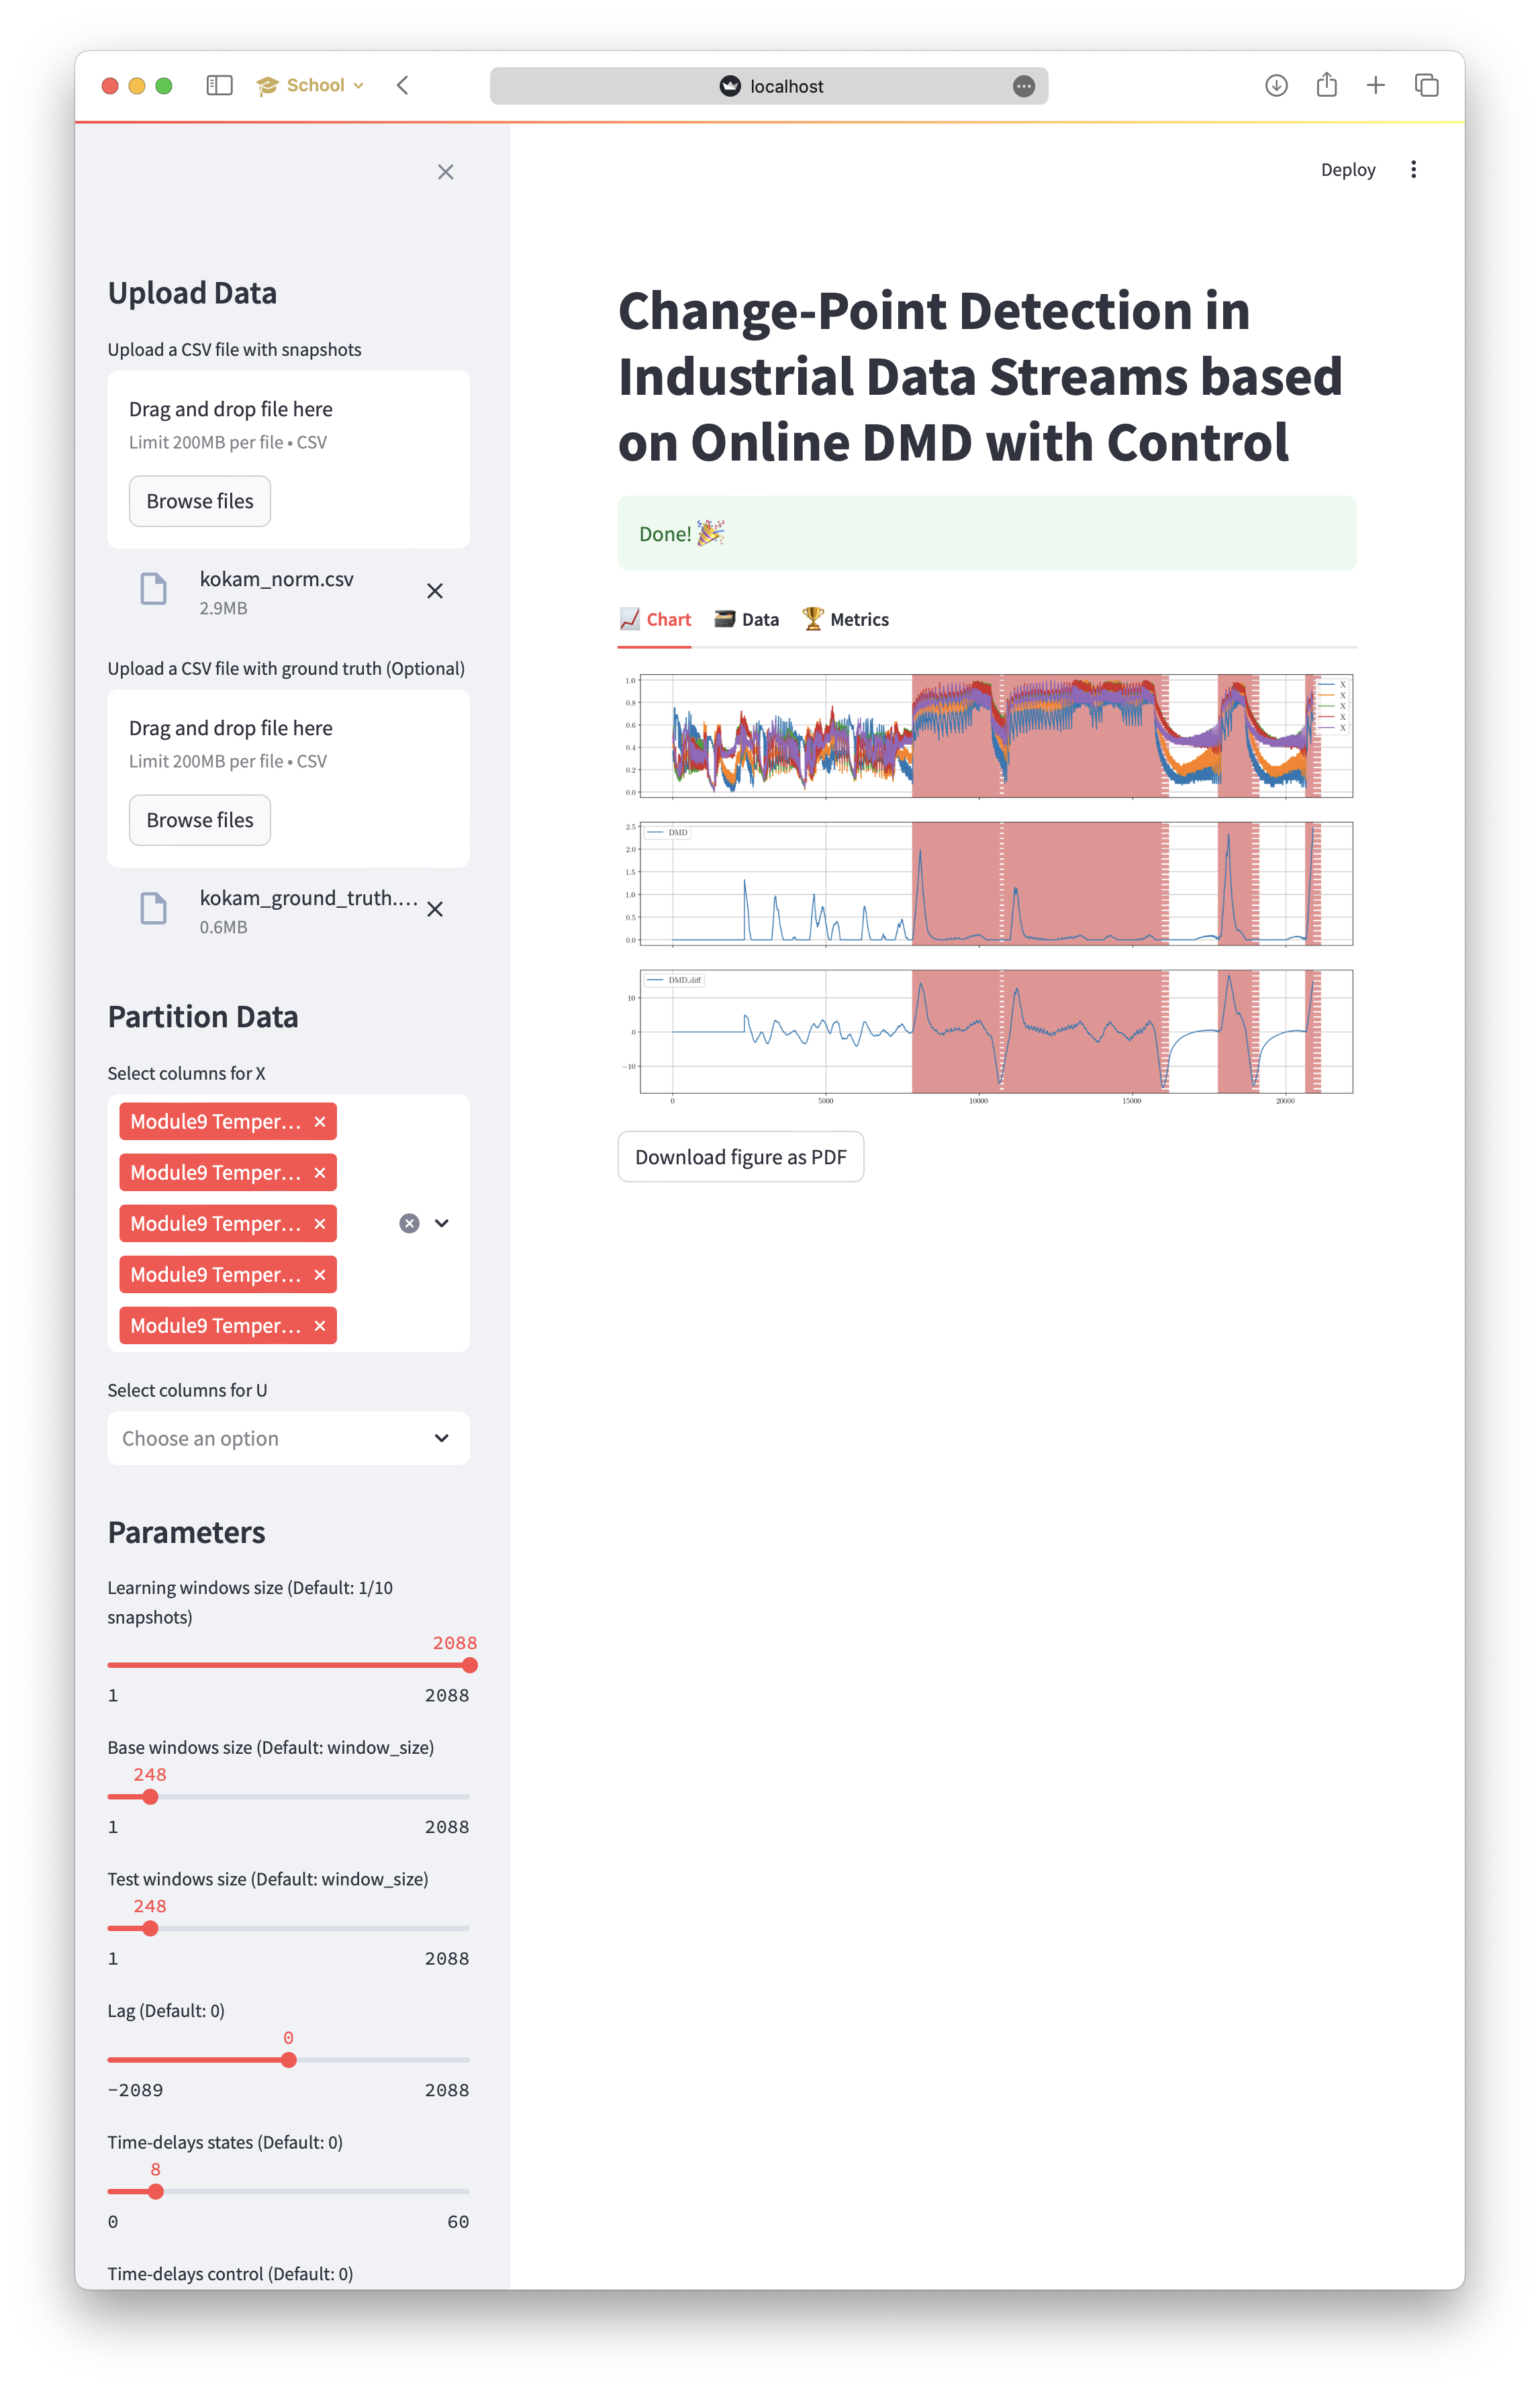 School
localhost
Deploy
Upload Data
Upload a CSV file with snapshots
Drag and drop file here
Limit 200MB per file • CSV
Browse files
kokam_norm.csv
2.9MB
Upload a CSV file with ground truth (Optional)
Drag and drop file here
Limit 200MB per file • CSV
Browse files
kokam_ground_truth....
0.6MB
Partition Data
Select columns for X
Module9 Temper...
Module9 Temper...
Module9 Temper...
Module9 Temper...
Module9 Temper...
Select columns for U
Choose an option
Parameters
Learning windows size (Default: 1/10
snapshots)
2088
1 2088
Base windows size (Default: window_size)
248
1 2088
Test windows size (Default: window_size)
248
1 2088
Lag (Default: 0)
0
−2089 2088
Time-delays states (Default: 0)
8
0 60
Time-delays control (Default: 0)
Change-Point Detection in
Industrial Data Streams based
on Online DMD with Control
Done!
Chart Data Metrics
1.0
0.8
0.6
0.4
0.2
0.0
X
X
X
X
X
2.5
2.0
1.5
1.0
0.5
0.0
DMD
10
0
−10
DMD_diff
0 5000 10000 15000 20000
Download figure as PDF